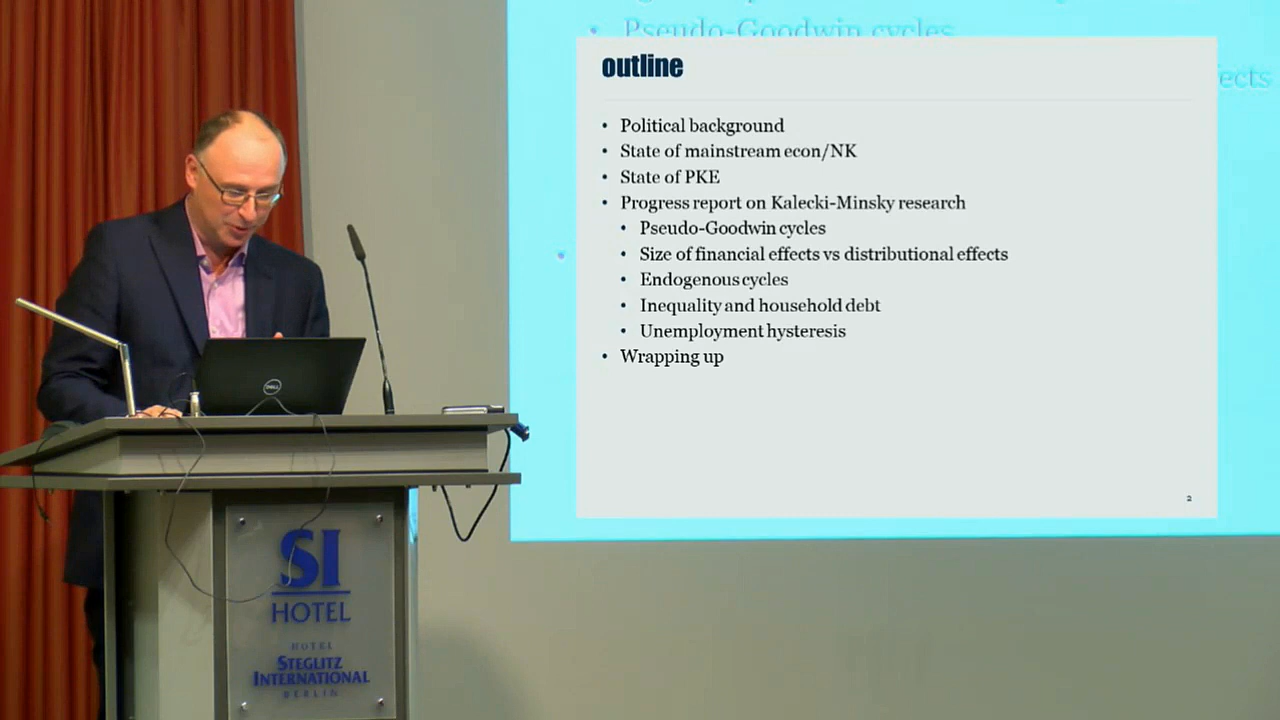 Pseudo-Goodwin cycles
ects
outline
• Political background
• State of mainstream econ/NK
• State of PKE
• Progress report on Kalecki-Minsky research
• Pseudo-Goodwin cycles
• Size of financial effects vs distributional effects
• Endogenous cycles
• Inequality and household debt
• Unemployment hysteresis
• Wrapping up
2
DELL
SI
HOTEL
HOTEL
STEGLITZ
INTERNATIONAL
BERLIN